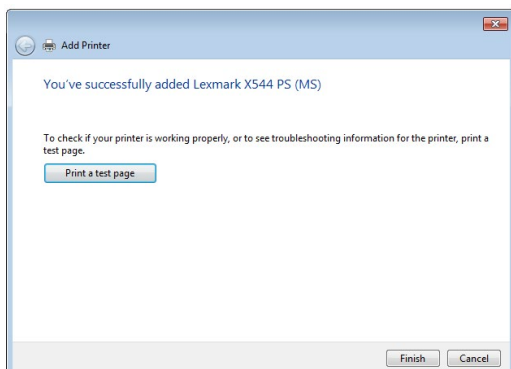 Add Printer
You've successfully added Lexmark X544 PS (MS)
To check if your printer is working properly, or to see troubleshooting information for the printer, print a
test page.
Print a test page
Finish Cancel